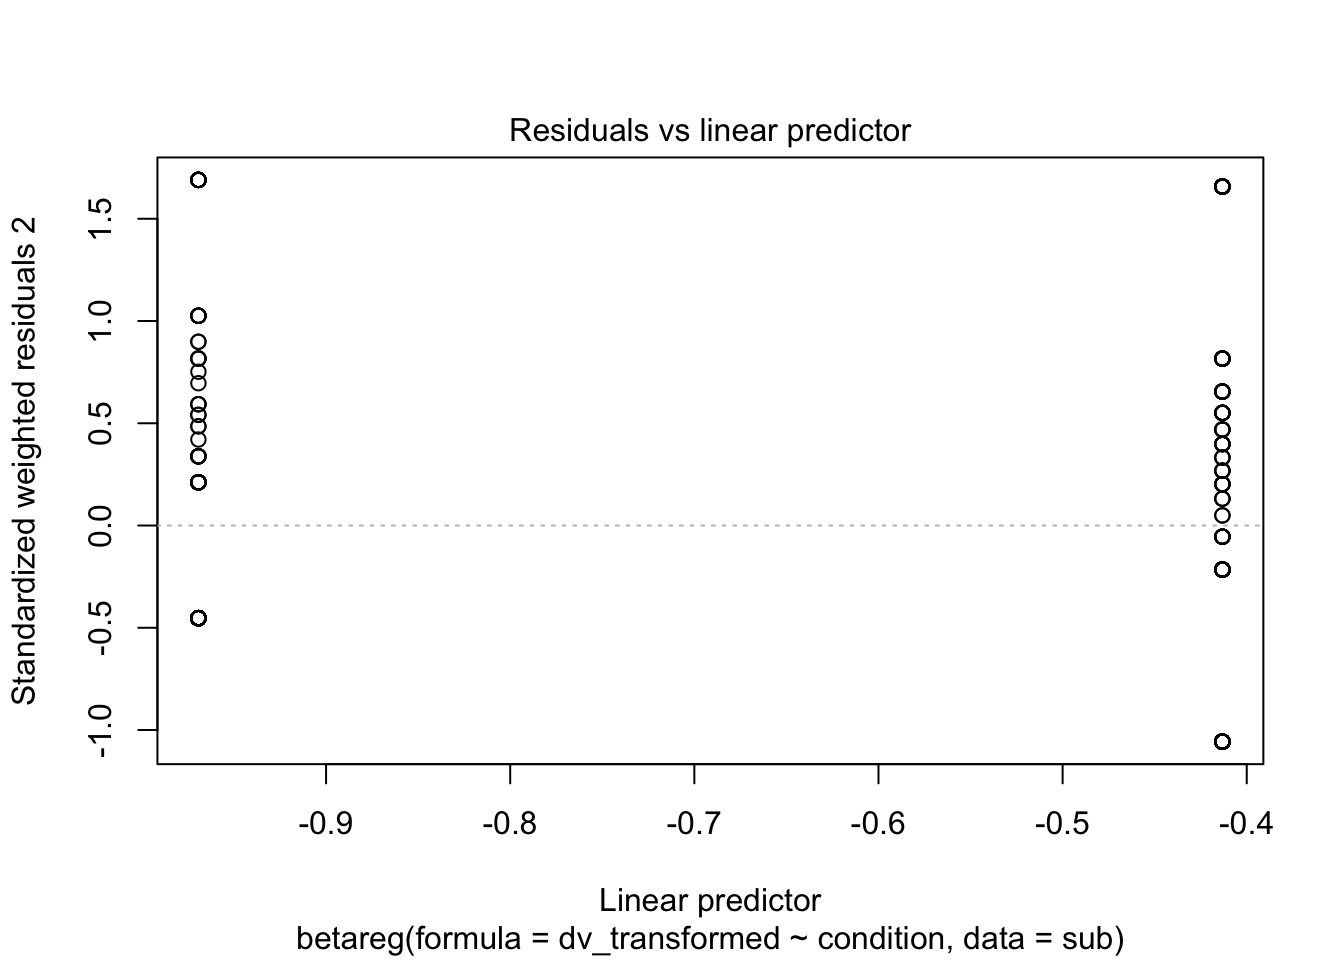 Residuals vs linear predictor
Standardized weighted residuals 2
1.5
1.0
0.5
0.0
-0.5
-1.0
-0.9 -0.8 -0.7 -0.6 -0.5 -0.4
Linear predictor
betareg(formula = dv_transformed ~ condition, data = sub)